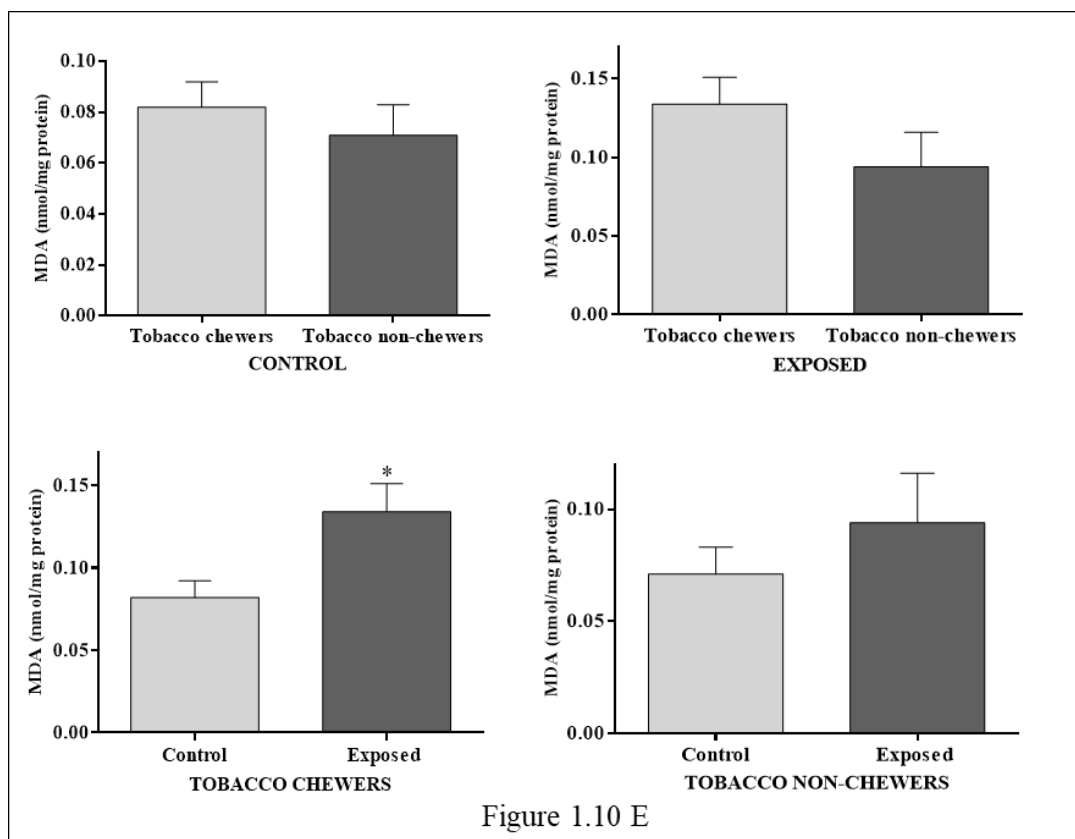 MDA (nmol/mg protein)
0.10
0.08
0.06
0.04
0.02
0.00
Tobacco chewers Tobacco non-chewers
CONTROL
MDA (nmol/mg protein)
0.15
0.10
0.05
0.00
Tobacco chewers Tobacco non-chewers
EXPOSED
MDA (nmol/mg protein)
0.15
0.10
0.05
0.00
*
Control Exposed
TOBACCO CHEWERS
MDA (nmol/mg protein)
0.10
0.05
0.00
Control Exposed
TOBACCO NON-CHEWERS
Figure 1.10 E